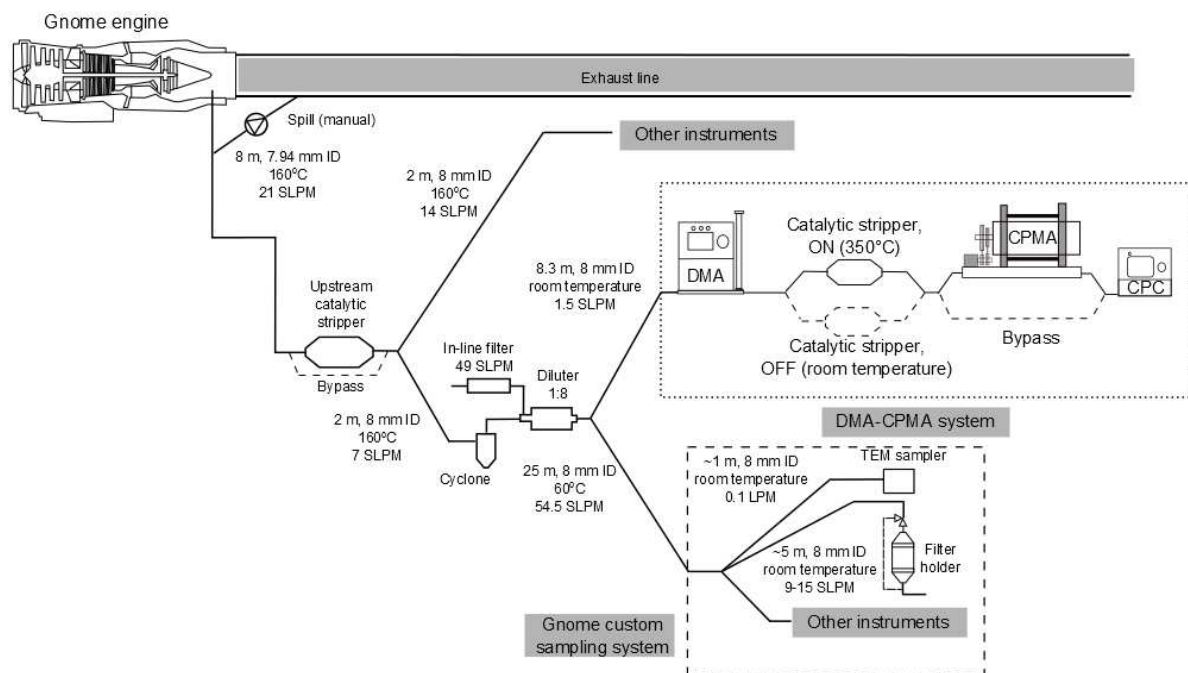 Gnome engine
Exhaust line
Spill (manual)
8 m, 7.94 mm ID
160⁰C
21 SLPM
2 m, 8 mm ID
160⁰C
14 SLPM
Other instruments
Upstream
catalytic
stripper
Bypass
In-line filter
49 SLPM
Diluter
1:8
2 m, 8 mm ID
160⁰C
7 SLPM
Cyclone
8.3 m, 8 mm ID
room temperature
1.5 SLPM
DMA
Catalytic stripper,
ON (350°C)
Catalytic stripper,
OFF (room temperature)
CPMA
Bypass
CPC
DMA-CPMA system
25 m, 8 mm ID
60⁰C
54.5 SLPM
~1 m, 8 mm ID
room temperature
0.1 LPM
TEM sampler
~5 m, 8 mm ID
room temperature
9-15 SLPM
Filter
holder
Other instruments
Gnome custom
sampling system